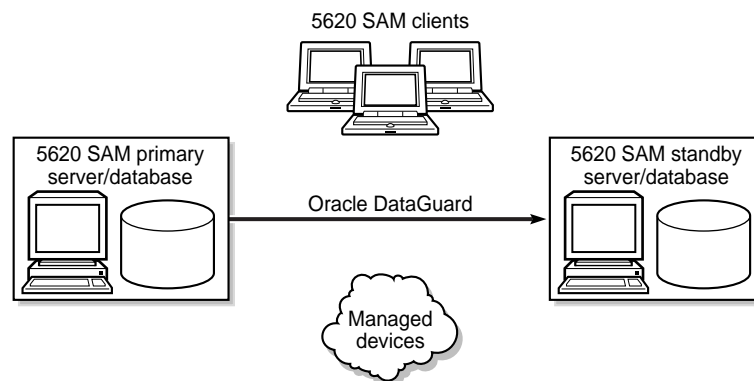 5620 SAM clients
5620 SAM primary
server/database
5620 SAM standby
server/database
Oracle DataGuard
Managed
devices